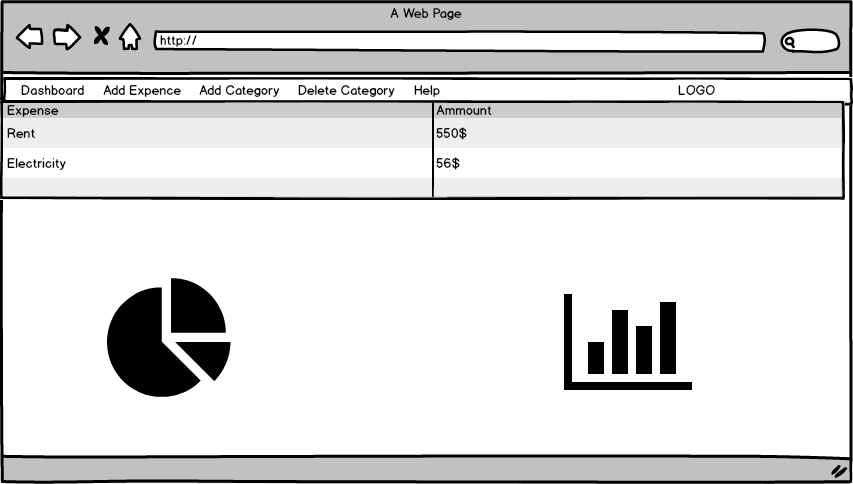 A Web Page
http://
Dashboard Add Expence Add Category Delete Category Help LOGO
Expense Ammount
Rent 550$
Electricity 56$